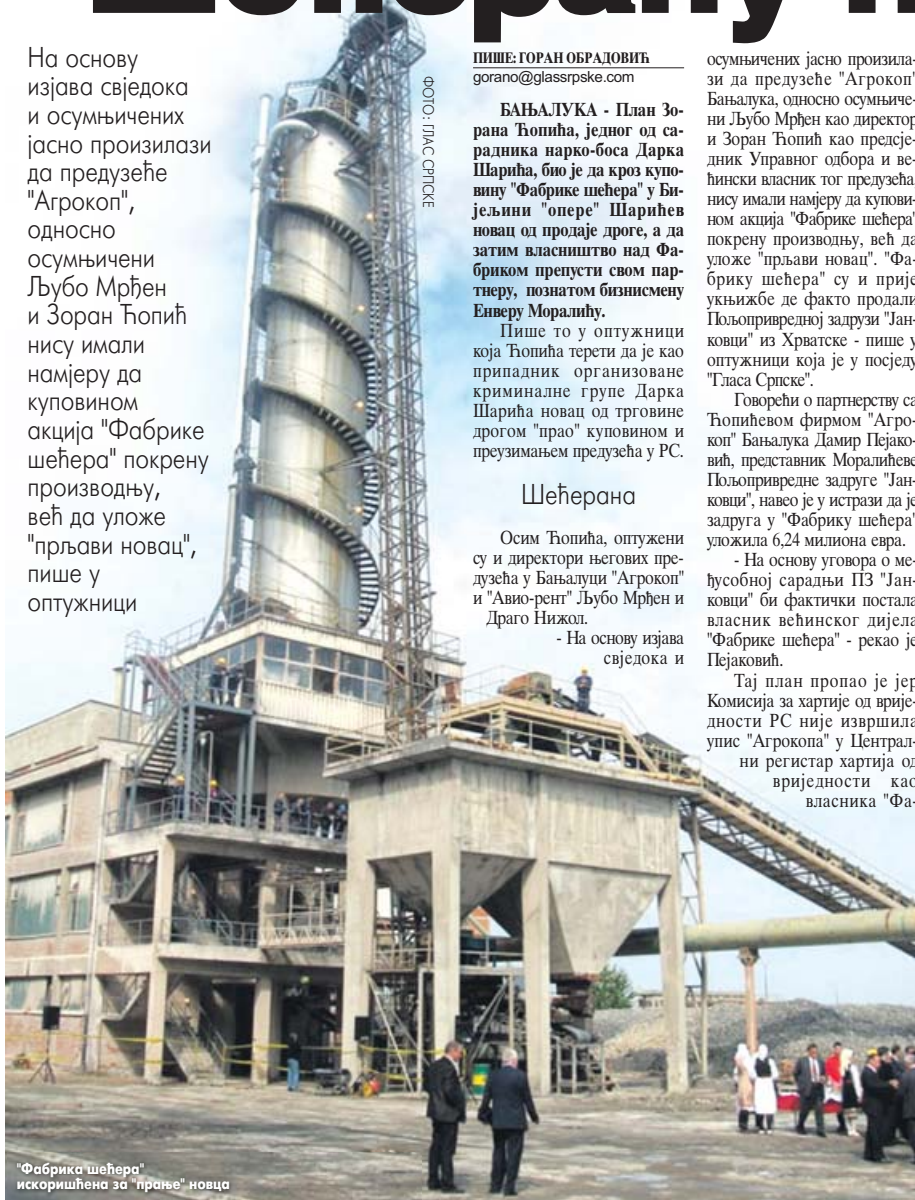 На основу
изјава свједока
и осумњичених
јасно произилази
да предузеће
"Агрокоп",
односно
осумњичени
Љубо Мрђен
и Зоран Ћопић
нису имали
намјеру да
куповином
акција "Фабрике
шећера" покрену
производњу,
већ да уложе
"прљави новац",
пише у
оптужници
ФОТО: ГЛАС СРПСКЕ
ПИШЕ: ГОРАН ОБРАДОВИЋ
gorano@glassrpske.com
БАЊАЛУКА - План Зо-
рана Ћопића, једног од са-
радника нарко-боса Дарка
Шарића, био је да кроз купо-
вину "Фабрике шећера" у Би-
јељини "опере" Шарићев
новац од продаје дроге, а да
затим власништво над Фа-
бриком препусти свом пар-
тнеру, познатом бизнисмену
Енверу Моралићу.
Пише то у оптужници
која Ћопића терети да је као
припадник организоване
криминалне групе Дарка
Шарића новац од трговине
дрогом "прао" куповином и
преузимањем предузећа у РС.
Шећерана
Осим Ћопића, оптужени
су и директори његових пре-
дузећа у Бањалуци "Агрокоп"
и "Авио-рент" Љубо Мрђен и
Драго Нижол.
- На основу изјава
свједока и
осумњичених јасно произила-
зи да предузеће "Агрокоп"
Бањалука, односно осумњиче-
ни Љубо Мрђен као директор
и Зоран Ћопић као предсје-
дник Управног одбора и ве-
ћински власник тог предузећа
нису имали намјеру да купови-
ном акција "Фабрике шећера"
покрену производњу, већ да
уложе "прљави новац". "Фа-
брику шећера" су и прије
укњижбе де факто продали
Пољопривредној задрузи "Јан-
ковци" из Хрватске - пише у
оптужници која је у посједу
"Гласа Српске".
Говорећи о партнерству са
Ћопићевом фирмом "Агро-
коп" Бањалука Дамир Пејако-
вић, представник Моралићеве
Пољопривредне задруге "Јан-
ковци", навео је у истрази да је
задруга у "Фабрику шећера"
уложила 6,24 милиона евра.
- На основу уговора о ме-
ђусобној сарадњи ПЗ "Јан-
ковци" би фактички постала
власник већинског дијела
"Фабрике шећера" - рекао је
Пејаковић.
Тај план пропао је јер
Комисија за хартије од врије-
дности РС није извршила
упис "Агрокопа" у Централ-
ни регистар хартија од
вриједности као
власника "Фа-
"Фабрика шећера"
искоришћена за "прање" новца